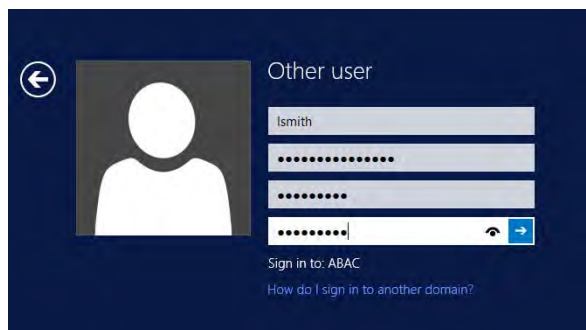 Other user
lsmith
●●●●●●●●●●●●●●●
●●●●●●●●●
●●●●●●●●●
Sign in to: ABAC
How do I sign in to another domain?